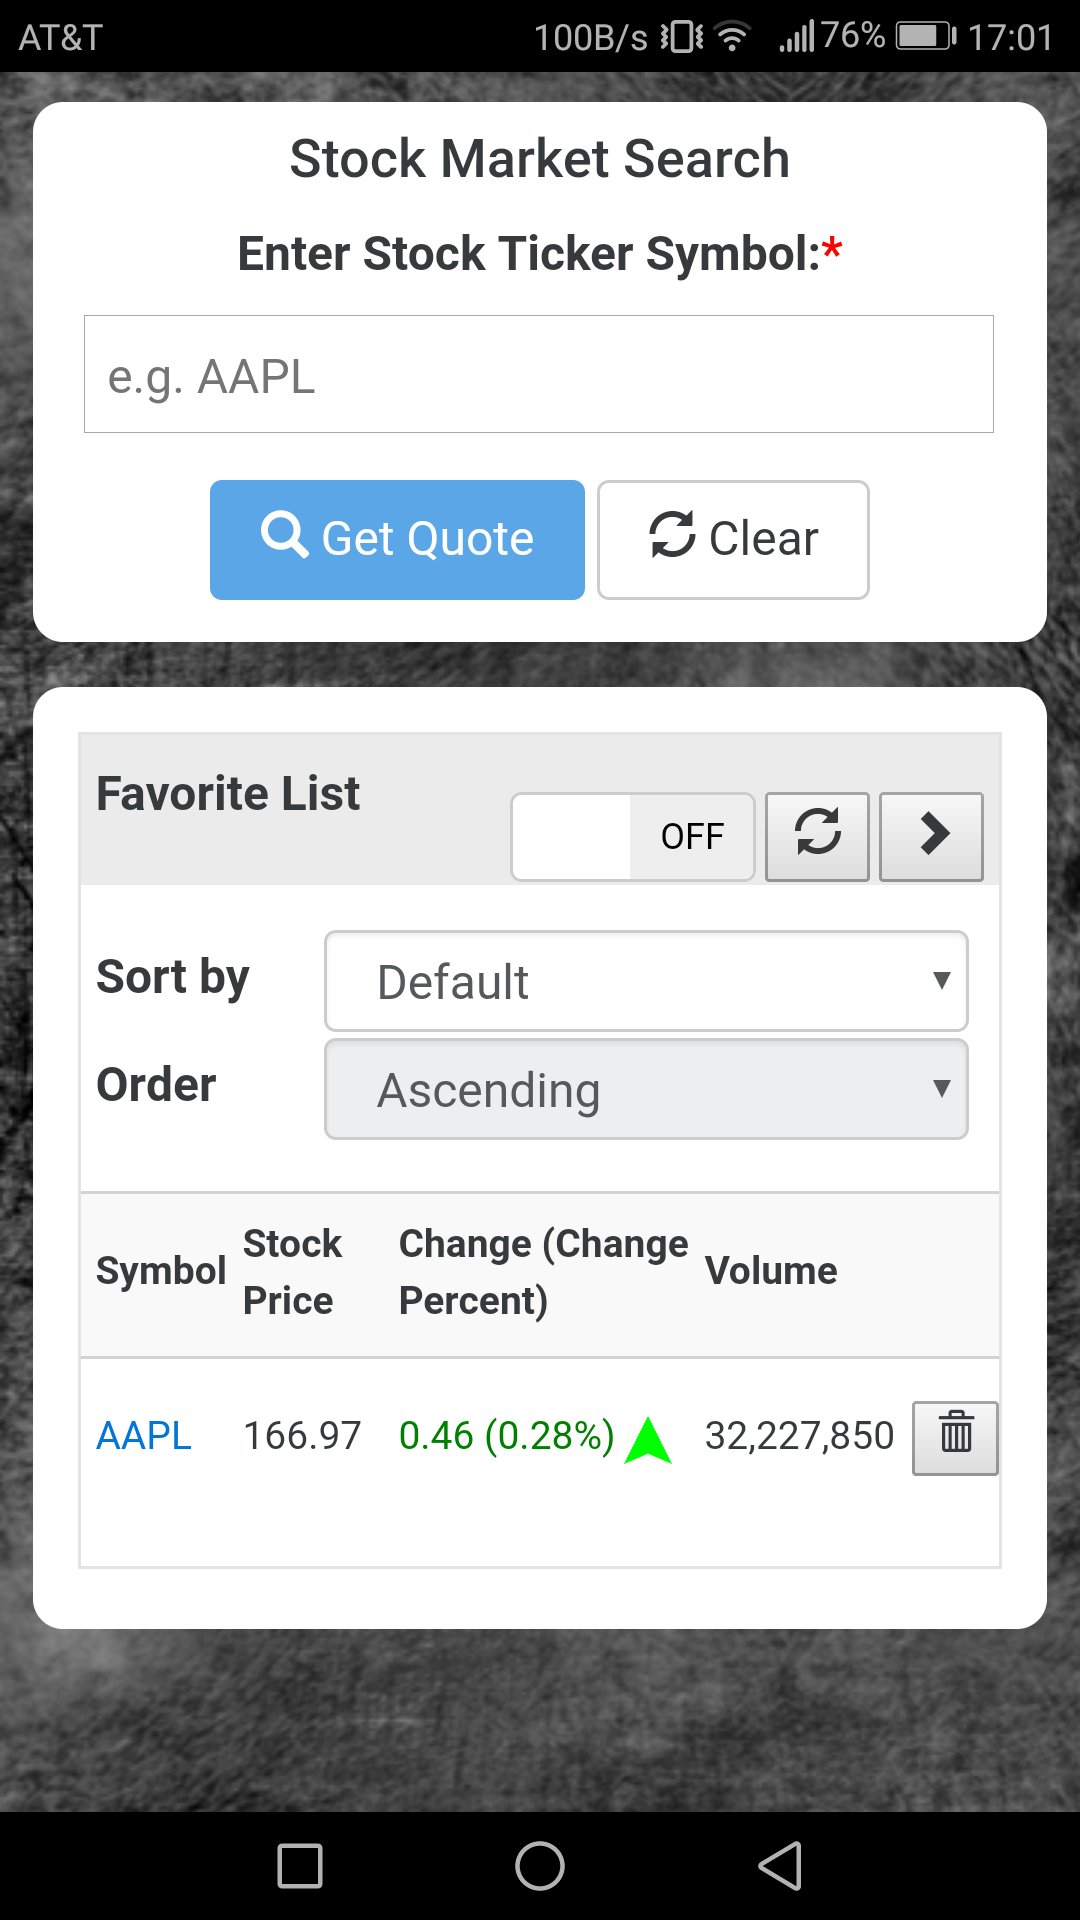 AT&T 100B/s 76% 17:01
Stock Market Search
Enter Stock Ticker Symbol:*
e.g. AAPL
Get Quote Clear
Favorite List
OFF
Sort by Default
Order Ascending
Symbol Stock Price Change (Change Percent) Volume
AAPL 166.97 0.46 (0.28%) 32,227,850